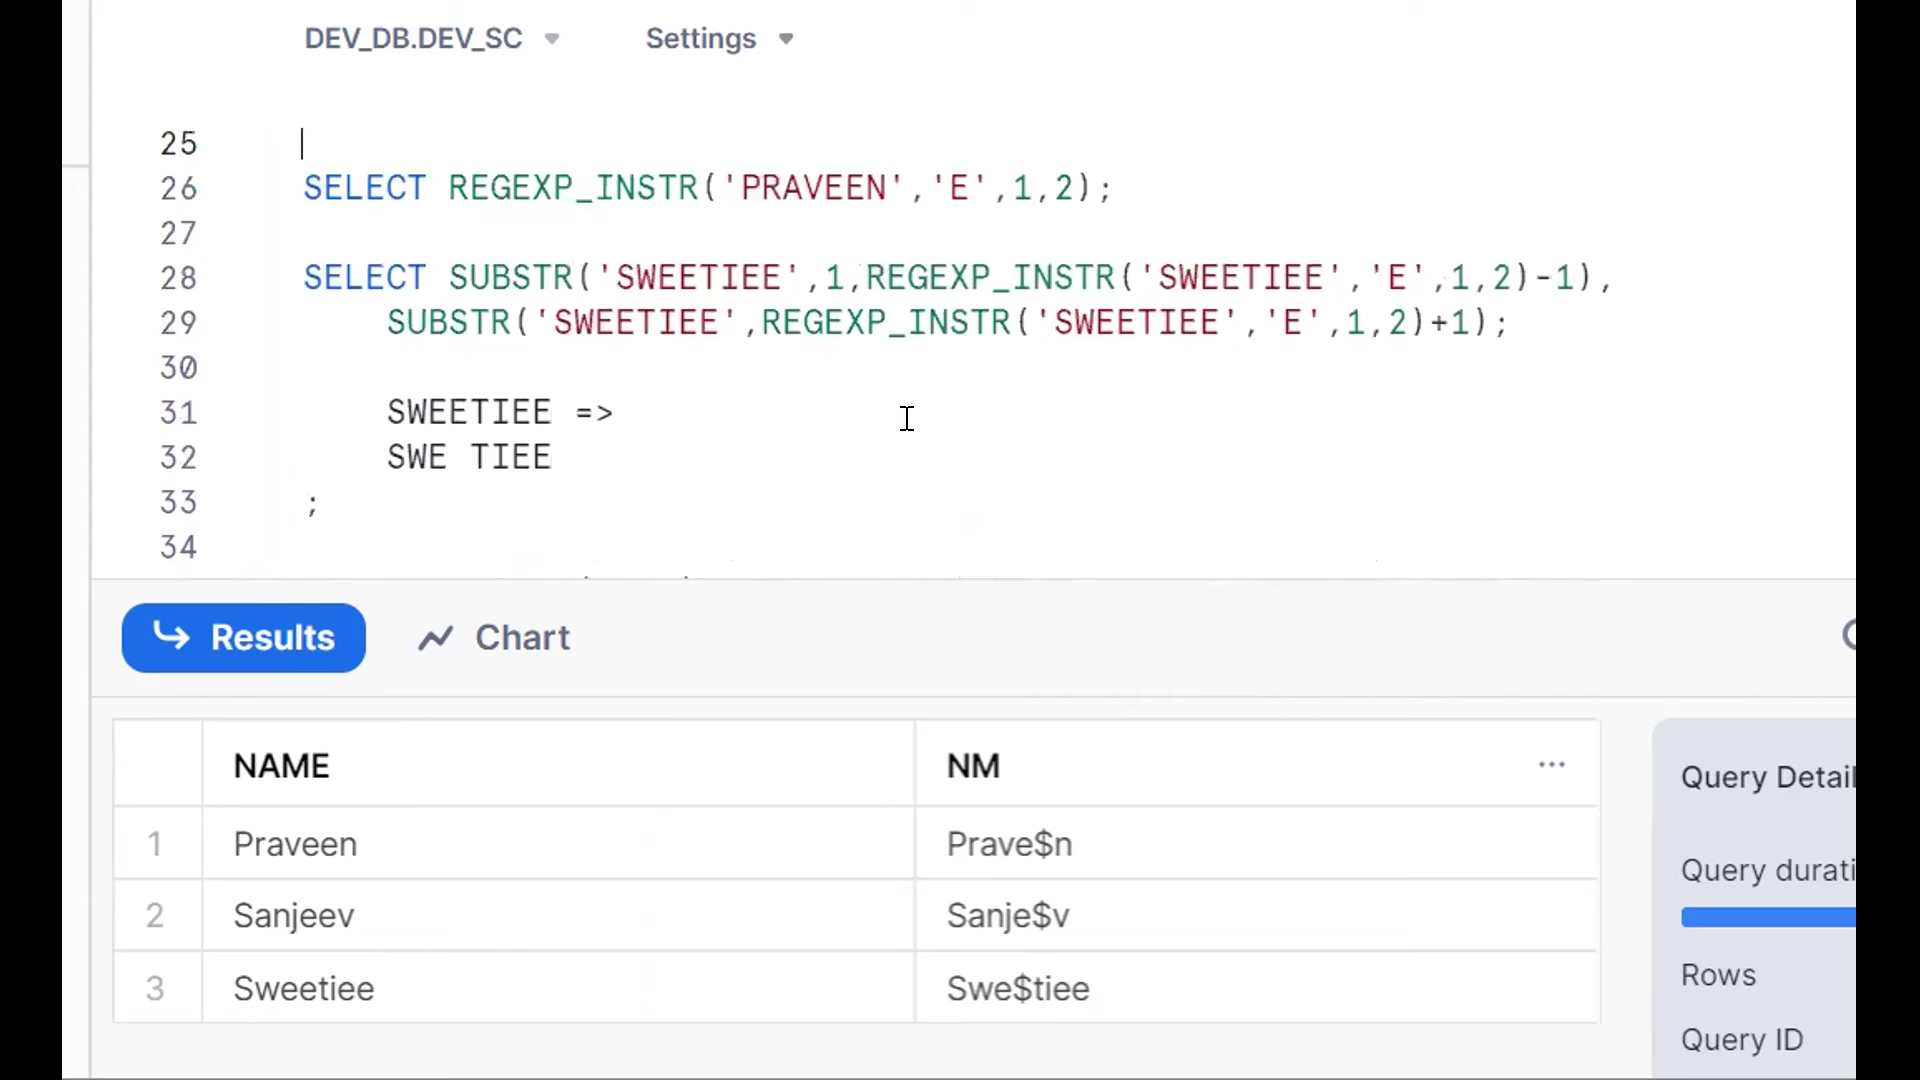 DEV_DB.DEV_SC Settings
25
26 SELECT REGEXP_INSTR('PRAVEEN','E',1,2);
27
28 SELECT SUBSTR('SWEETIEE',1,REGEXP_INSTR('SWEETIEE','E',1,2)-1),
29 SUBSTR('SWEETIEE',REGEXP_INSTR('SWEETIEE','E',1,2)+1);
30
31 SWEETIEE =>
32 SWE TIEE
33 ;
34
Results Chart
NAME NM ...
1 Praveen Prave$n
2 Sanjeev Sanje$v
3 Sweetiee Swe$tiee
Query Detail
Query durati
Rows
Query ID